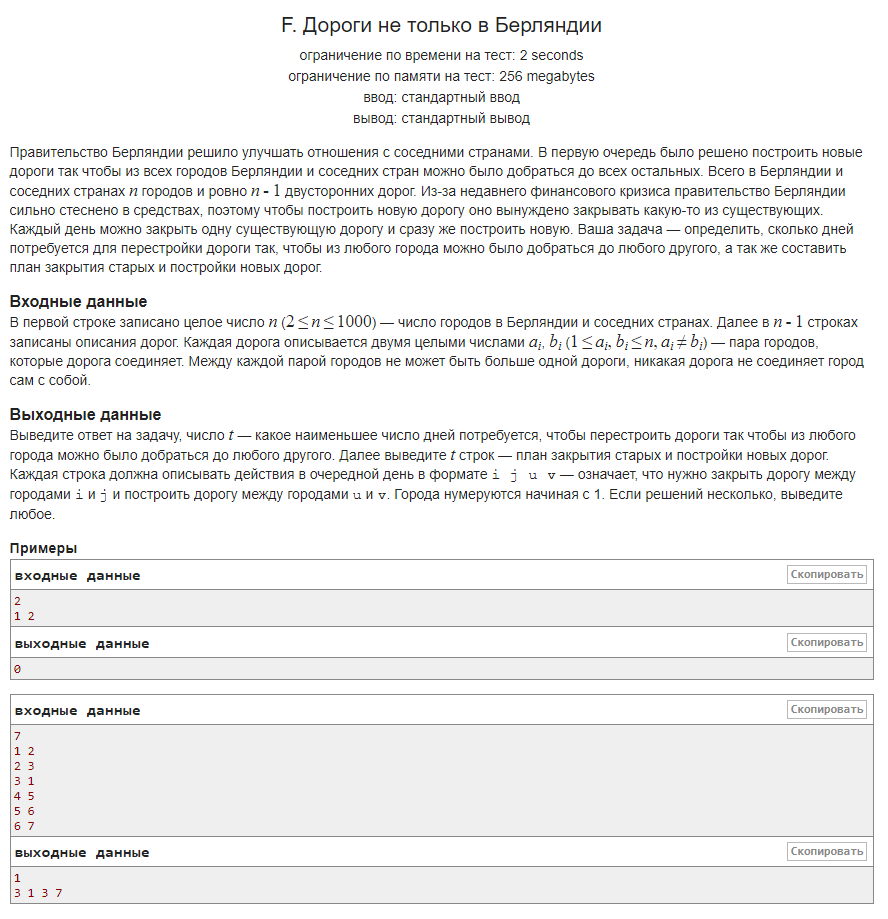 F. Дороги не только в Берляндии
ограничение по времени на тест: 2 seconds
ограничение по памяти на тест: 256 megabytes
ввод: стандартный ввод
вывод: стандартный вывод
Правительство Берляндии решило улучшать отношения с соседними странами. В первую очередь было решено построить новые
дороги так чтобы из всех городов Берляндии и соседних стран можно было добраться до всех остальных. Всего в Берляндии и
соседних странах n городов и ровно n - 1 двусторонних дорог. Из-за недавнего финансового кризиса правительство Берляндии
сильно стеснено в средствах, поэтому чтобы построить новую дорогу оно вынуждено закрывать какую-то из существующих.
Каждый день можно закрыть одну существующую дорогу и сразу же построить новую. Ваша задача — определить, сколько дней
потребуется для перестройки дороги так, чтобы из любого города можно было добраться до любого другого, а так же составить
план закрытия старых и постройки новых дорог.
Входные данные
В первой строке записано целое число n (2 ≤ n ≤ 1000) — число городов в Берляндии и соседних странах. Далее в n - 1 строках
записаны описания дорог. Каждая дорога описывается двумя целыми числами aᵢ, bᵢ (1 ≤ aᵢ, bᵢ ≤ n, aᵢ ≠ bᵢ) — пара городов,
которые дорога соединяет. Между каждой парой городов не может быть больше одной дороги, никакая дорога не соединяет город
сам с собой.
Выходные данные
Выведите ответ на задачу, число t — какое наименьшее число дней потребуется, чтобы перестроить дороги так чтобы из любого
города можно было добраться до любого другого. Далее выведите t строк — план закрытия старых и постройки новых дорог.
Каждая строка должна описывать действия в очередной день в формате i j u v — означает, что нужно закрыть дорогу между
городами i и j и построить дорогу между городами u и v. Города нумеруются начиная с 1. Если решений несколько, выведите
любое.
Примеры
входные данные Скопировать
2
1 2
выходные данные Скопировать
0
входные данные Скопировать
7
1 2
2 3
3 1
4 5
5 6
6 7
выходные данные Скопировать
1
3 1 3 7